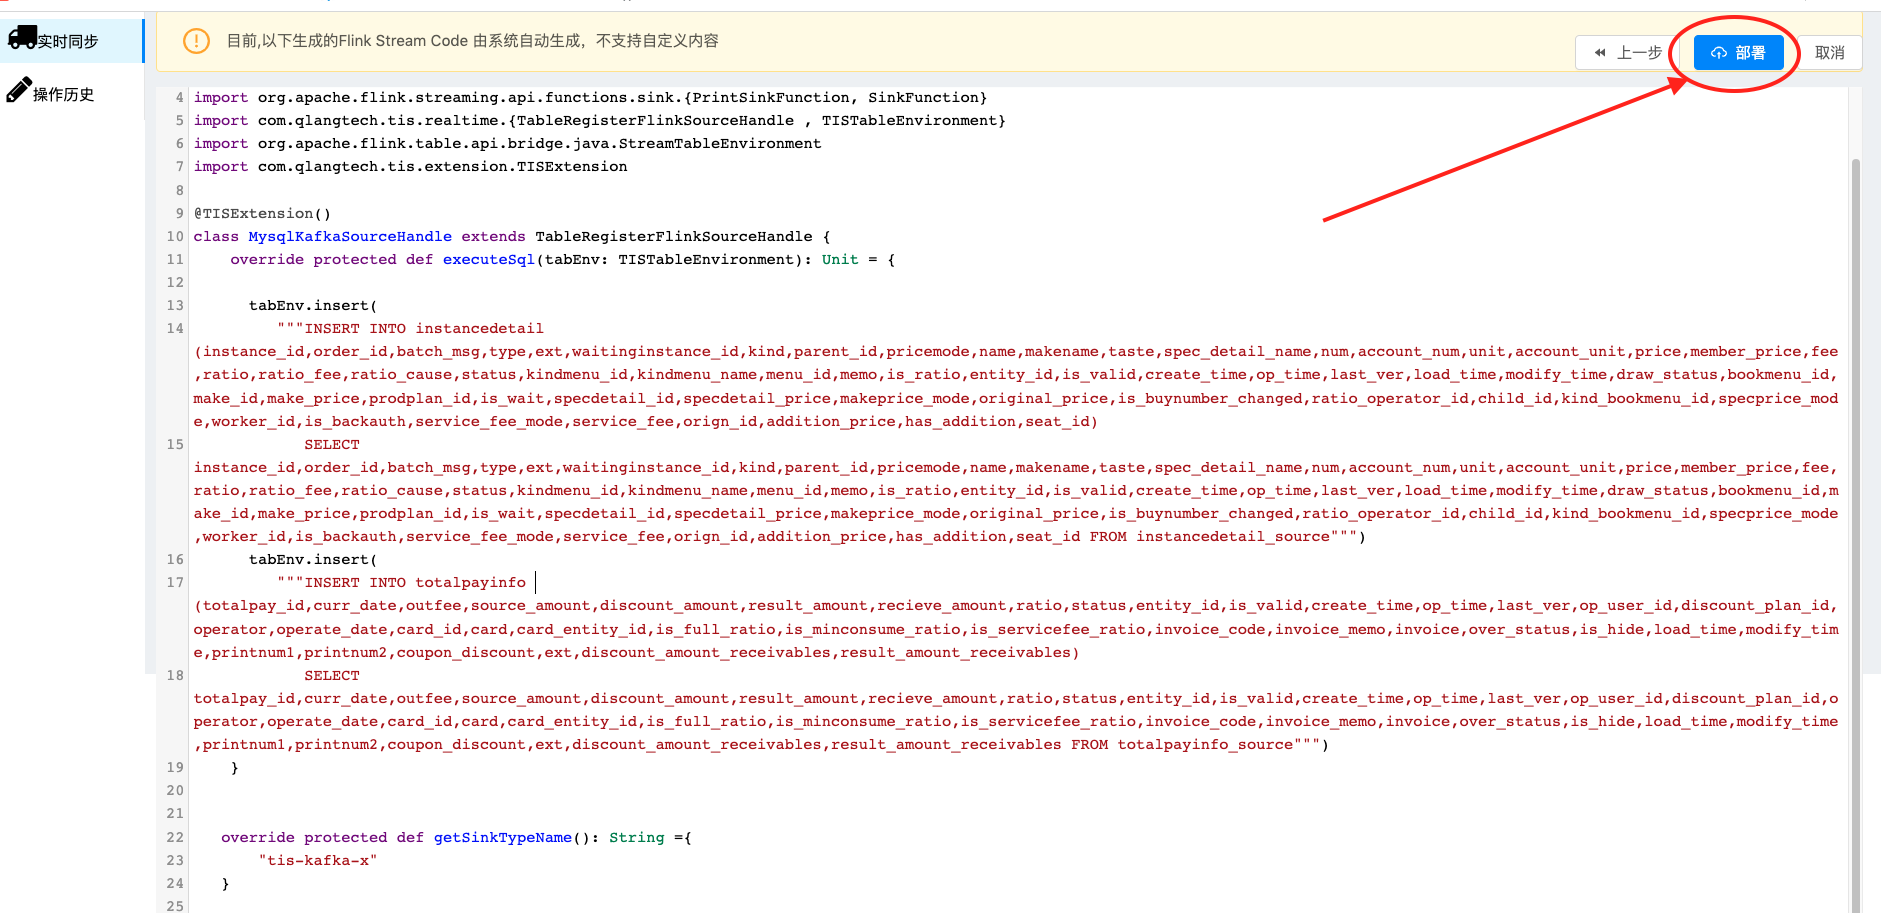 实时同步
操作历史
目前,以下生成的Flink Stream Code 由系统自动生成，不支持自定义内容
上一步
部署
取消
4 import org.apache.flink.streaming.api.functions.sink.{PrintSinkFunction, SinkFunction}
5 import com.qlangtech.tis.realtime.{TableRegisterFlinkSourceHandle , TISTableEnvironment}
6 import org.apache.flink.table.api.bridge.java.StreamTableEnvironment
7 import com.qlangtech.tis.extension.TISExtension
8
9 @TISExtension()
10 class MysqlKafkaSourceHandle extends TableRegisterFlinkSourceHandle {
11 override protected def executeSql(tabEnv: TISTableEnvironment): Unit = {
12
13 tabEnv.insert(
14 """INSERT INTO instancedetail
(instance_id,order_id,batch_msg,type,ext,waitinginstance_id,kind,parent_id,pricemode,name,makename,taste,spec_detail_name,num,account_num,unit,account_unit,price,member_price,fee
,ratio,ratio_fee,ratio_cause,status,kindmenu_id,kindmenu_name,menu_id,memo,is_ratio,entity_id,is_valid,create_time,op_time,last_ver,load_time,modify_time,draw_status,bookmenu_id,
make_id,make_price,prodplan_id,is_wait,specdetail_id,specdetail_price,makeprice_mode,original_price,is_buynumber_changed,ratio_operator_id,child_id,kind_bookmenu_id,specprice_mod
e,worker_id,is_backauth,service_fee_mode,service_fee,orign_id,addition_price,has_addition,seat_id)
15 SELECT
instance_id,order_id,batch_msg,type,ext,waitinginstance_id,kind,parent_id,pricemode,name,makename,taste,spec_detail_name,num,account_num,unit,account_unit,price,member_price,fee,
ratio,ratio_fee,ratio_cause,status,kindmenu_id,kindmenu_name,menu_id,memo,is_ratio,entity_id,is_valid,create_time,op_time,last_ver,load_time,modify_time,draw_status,bookmenu_id,m
ake_id,make_price,prodplan_id,is_wait,specdetail_id,specdetail_price,makeprice_mode,original_price,is_buynumber_changed,ratio_operator_id,child_id,kind_bookmenu_id,specprice_mode
,worker_id,is_backauth,service_fee_mode,service_fee,orign_id,addition_price,has_addition,seat_id FROM instancedetail_source""")
16 tabEnv.insert(
17 """INSERT INTO totalpayinfo
(totalpay_id,curr_date,outfee,source_amount,discount_amount,result_amount,recieve_amount,ratio,status,entity_id,is_valid,create_time,op_time,last_ver,op_user_id,discount_plan_id,
operator,operate_date,card_id,card,card_entity_id,is_full_ratio,is_minconsume_ratio,is_servicefee_ratio,invoice_code,invoice_memo,invoice,over_status,is_hide,load_time,modify_tim
e,printnum1,printnum2,coupon_discount,ext,discount_amount_receivables,result_amount_receivables)
18 SELECT
totalpay_id,curr_date,outfee,source_amount,discount_amount,result_amount,recieve_amount,ratio,status,entity_id,is_valid,create_time,op_time,last_ver,op_user_id,discount_plan_id,o
perator,operate_date,card_id,card,card_entity_id,is_full_ratio,is_minconsume_ratio,is_servicefee_ratio,invoice_code,invoice_memo,invoice,over_status,is_hide,load_time,modify_time
,printnum1,printnum2,coupon_discount,ext,discount_amount_receivables,result_amount_receivables FROM totalpayinfo_source""")
19 }
20
21
22 override protected def getSinkTypeName(): String ={
23 "tis-kafka-x"
24 }
25